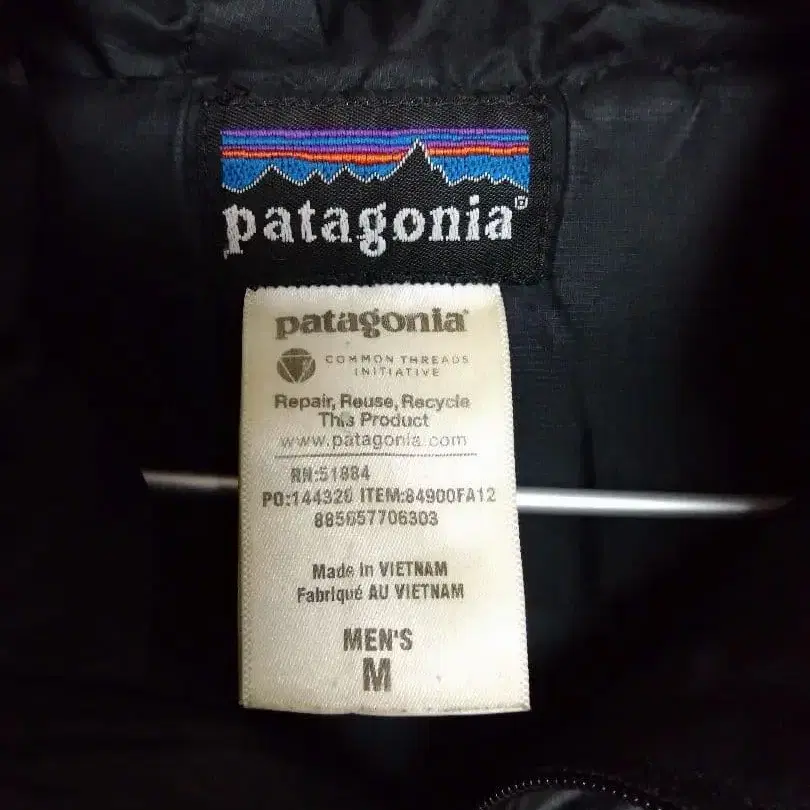 patagonia®
patagonia®
COMMON THREADS
INITIATIVE
Repair, Reuse, Recycle
This Product
www.patagonia.com
RN:51884
PO:144320 ITEM:84900FA12
885657706303
Made in VIETNAM
Fabriqué AU VIETNAM
MEN'S
M